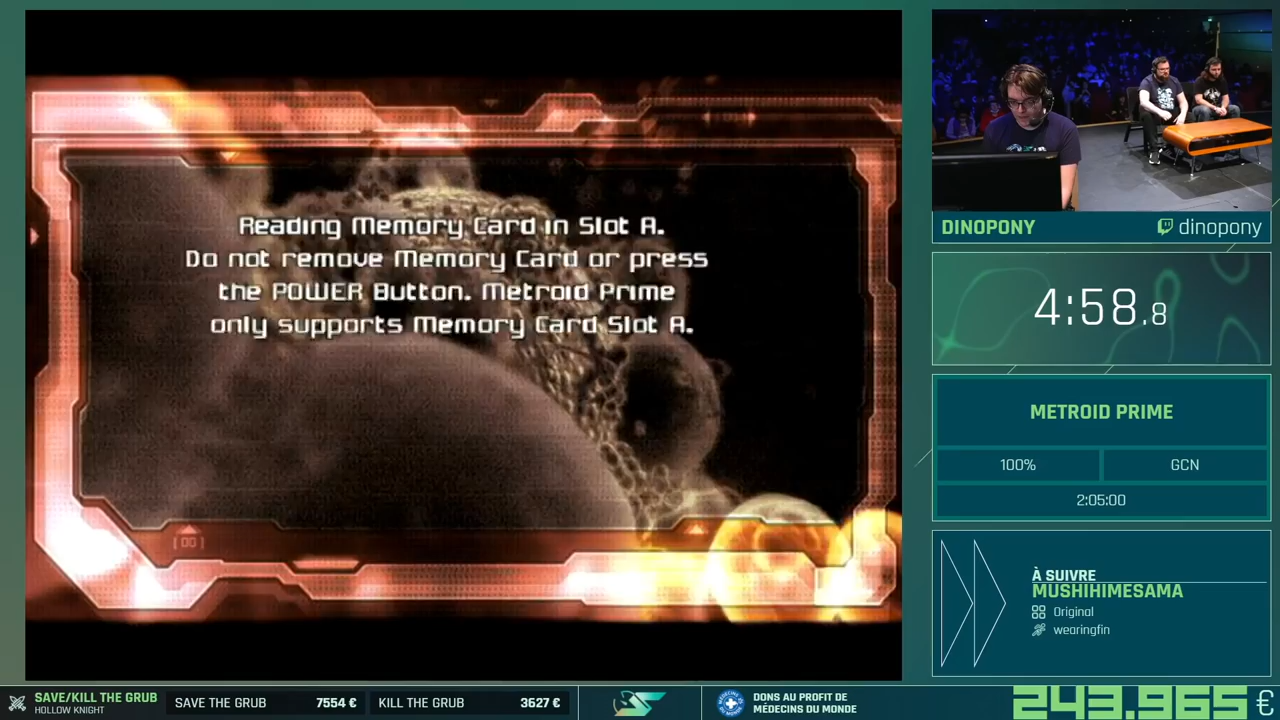 Reading Memory Card in Slot A.
Do not remove Memory Card or press
the POWER Button. Metroid Prime
only supports Memory Card Slot A.
[00]
DINOPONY
dinopony
4:58.8
METROID PRIME
100%
GCN
2:05:00
À SUIVRE
MUSHIHIMESAMA
Original
wearingfin
SAVE/KILL THE GRUB
HOLLOW KNIGHT
SAVE THE GRUB 7554 €
KILL THE GRUB 3627 €
DONS AU PROFIT DE
MÉDECINS DU MONDE
243.965 €